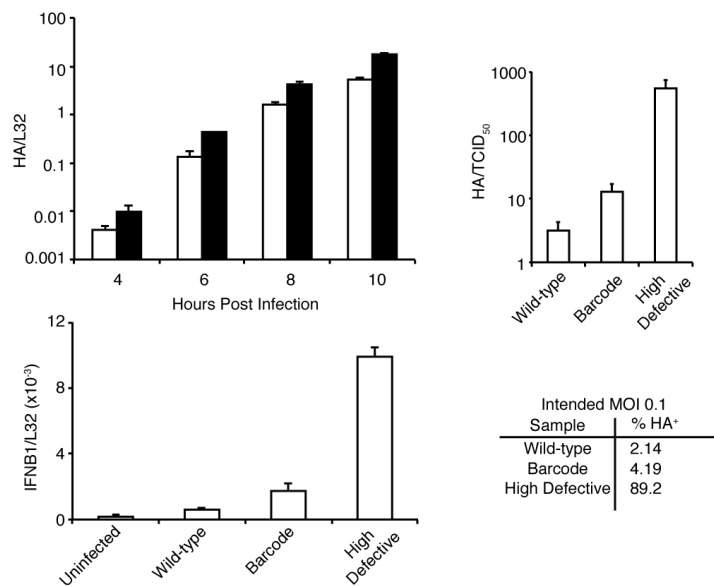 100
10
1
0.1
0.01
0.001
HA/L32
4 6 8 10
Hours Post Infection
1000
100
10
1
HA/TCID50
Wild-type
Barcode
High Defective
12
8
4
0
IFNB1/L32 (x10-3)
Uninfected
Wild-type
Barcode
High Defective
Intended MOI 0.1
Sample % HA+
Wild-type 2.14
Barcode 4.19
High Defective 89.2